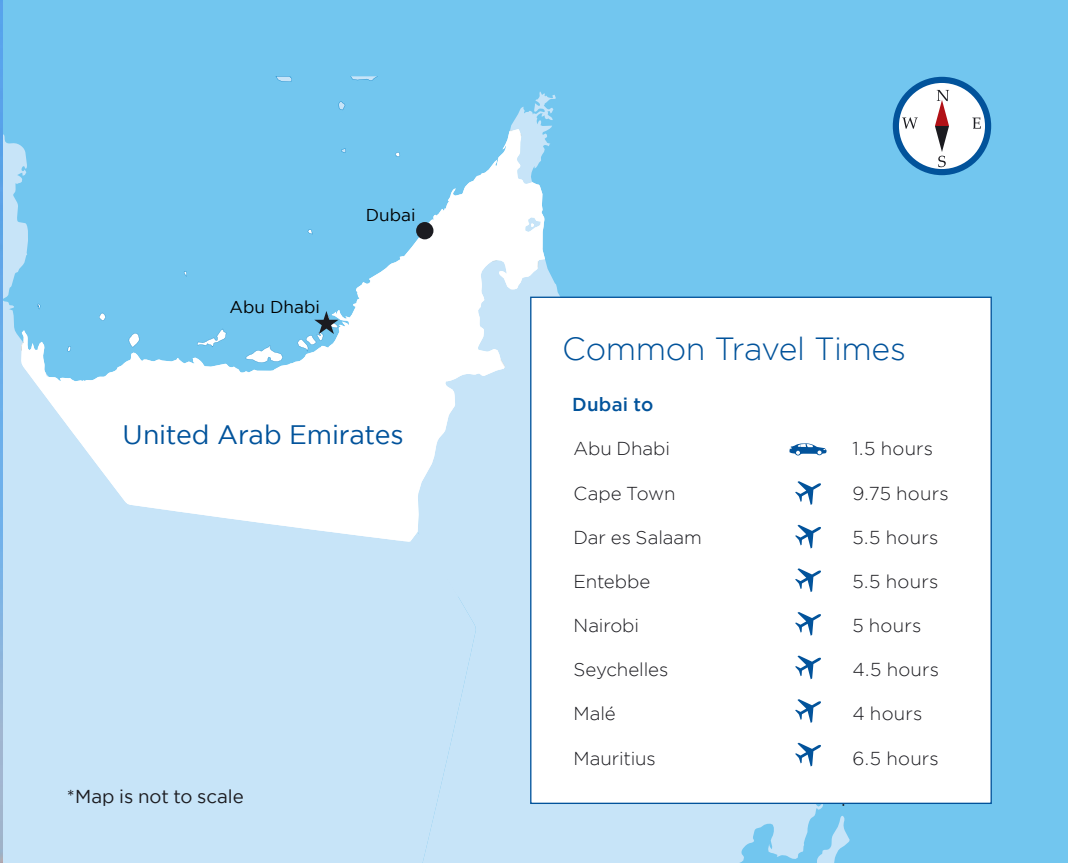 N
W E
S
Dubai
Abu Dhabi
United Arab Emirates
Common Travel Times
Dubai to
Abu Dhabi 1.5 hours
Cape Town 9.75 hours
Dar es Salaam 5.5 hours
Entebbe 5.5 hours
Nairobi 5 hours
Seychelles 4.5 hours
Malé 4 hours
Mauritius 6.5 hours
*Map is not to scale